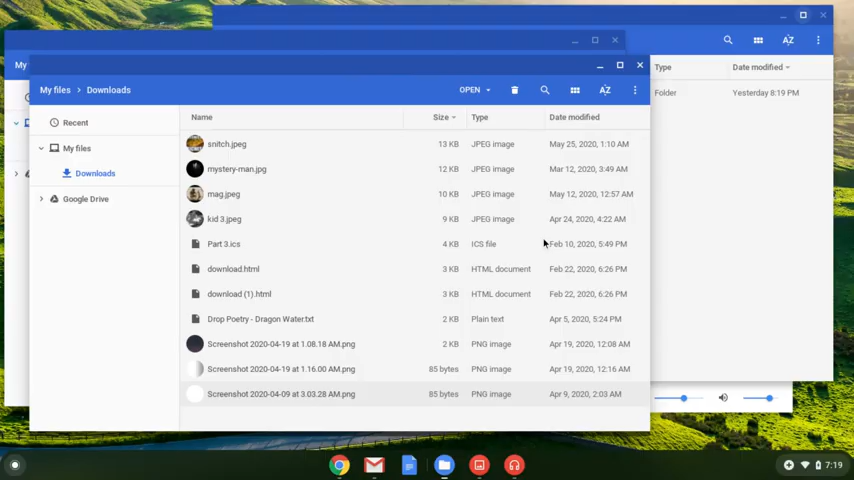 My
My files > Downloads
OPEN
AZ
AZ
Type
Date modified
Folder
Yesterday 8:19 PM
Recent
My files
Downloads
Google Drive
Name
Size
Type
Date modified
snitch.jpeg 13 KB JPEG image May 25, 2020, 1:10 AM
mystery-man.jpg 12 KB JPEG image Mar 12, 2020, 3:49 AM
mag.jpeg 10 KB JPEG image May 12, 2020, 12:57 AM
kid 3.jpeg 9 KB JPEG image Apr 24, 2020, 4:22 AM
Part 3.ics 4 KB ICS file Feb 10, 2020, 5:49 PM
download.html 3 KB HTML document Feb 22, 2020, 6:26 PM
download (1).html 3 KB HTML document Feb 22, 2020, 6:26 PM
Drop Poetry - Dragon Water.txt 2 KB Plain text Apr 5, 2020, 5:24 PM
Screenshot 2020-04-19 at 1.08.18 AM.png 2 KB PNG image Apr 19, 2020, 12:08 AM
Screenshot 2020-04-19 at 1.16.00 AM.png 85 bytes PNG image Apr 19, 2020, 12:16 AM
Screenshot 2020-04-09 at 3.03.28 AM.png 85 bytes PNG image Apr 9, 2020, 2:03 AM
7:19